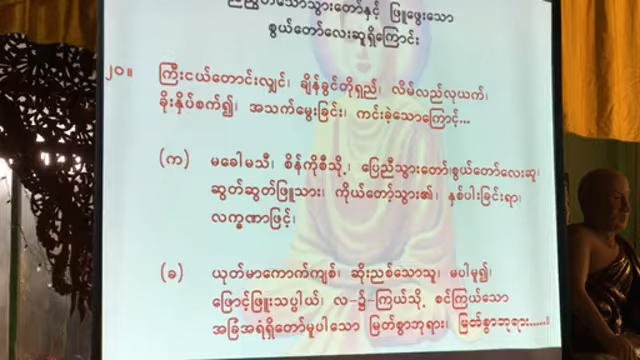 ညီညွတ်သောသွားတော်နှင့် ဖြူဖွေးသော
စွယ်တော်လေးဆူရှိကြောင်း
၂၀။ ကြီးငယ်တောင်းလျှင်၊ ချိန်ခွင်တိုရှည်၊ လိမ်လည်လုယက်၊
ခိုးနှိပ်စက်၍၊ အသက်မွေးခြင်း၊ ကင်းခဲ့သောကြောင့်...
(က) မခေါမသီ၊ စိန်ကိုစီသို့၊ ပြေညီသွားတော်၊စွယ်တော်လေးဆူ၊
ဆွတ်ဆွတ်ဖြူသား၊ ကိုယ်တော့်သွား၏၊ နှစ်ပါးခြင်းရာ၊
လက္ခဏာဖြင့်၊
(ခ) ယုတ်မာကောက်ကျစ်၊ ဆိုးညစ်သောသူ၊ မပါမူ၍၊
ဖြောင့်ဖြူးသပ္ပါယ်၊ လ-၌-ကြယ်သို့ စင်ကြယ်သော
အခြံအရံရှိတော်မူပါသော မြတ်စွာဘုရား၊ မြတ်စွာဘုရား.....။